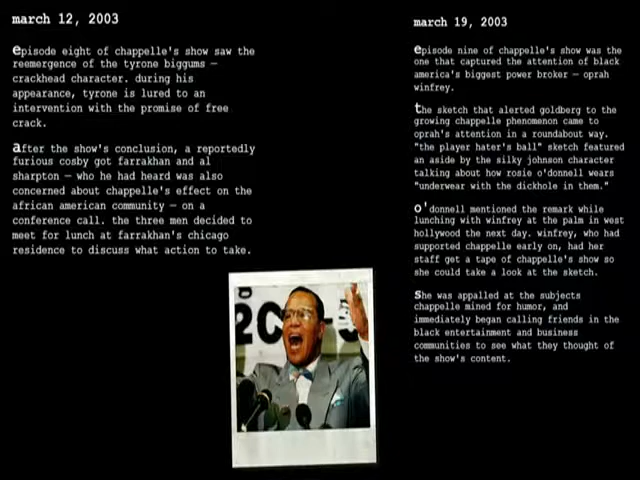 march 12, 2003
episode eight of chappelle's show saw the
reemergence of the tyrone biggums –
crackhead character. during his
appearance, tyrone is lured to an
intervention with the promise of free
crack.
after the show's conclusion, a reportedly
furious cosby got farrakhan and al
sharpton – who he had heard was also
concerned about chappelle's effect on the
african american community – on a
conference call. the three men decided to
meet for lunch at farrakhan's chicago
residence to discuss what action to take.
march 19, 2003
episode nine of chappelle's show was the
one that captured the attention of black
america's biggest power broker – oprah
winfrey.
the sketch that alerted goldberg to the
growing chappelle phenomenon came to
oprah's attention in a roundabout way.
"the player hater's ball" sketch featured
an aside by the silky johnson character
talking about how rosie o'donnell wears
"underwear with the dickhole in them."
o'donnell mentioned the remark while
lunching with winfrey at the palm in west
hollywood the next day. winfrey, who had
supported chappelle early on, had her
staff get a tape of chappelle's show so
she could take a look at the sketch.
she was appalled at the subjects
chappelle mined for humor, and
immediately began calling friends in the
black entertainment and business
communities to see what they thought of
the show's content.